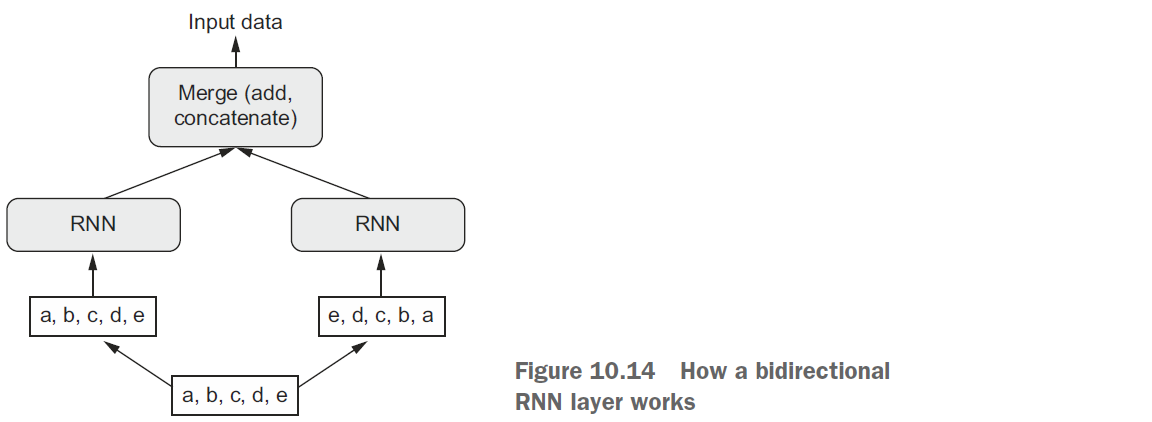 Input data
Merge (add,
concatenate)
RNN
RNN
a, b, c, d, e
e, d, c, b, a
a, b, c, d, e
Figure 10.14 How a bidirectional
RNN layer works